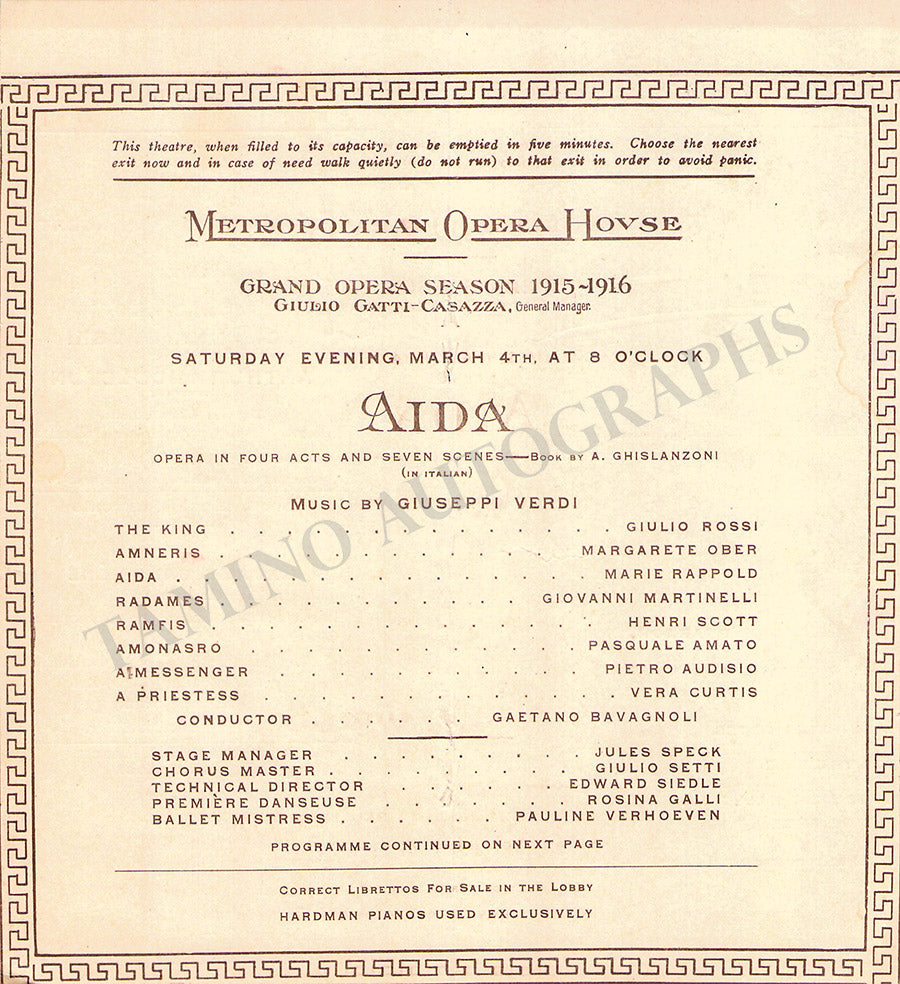 This theatre, when filled to its capacity, can be emptied in five minutes. Choose the nearest
exit now and in case of need walk quietly (do not run) to that exit in order to avoid panic.
METROPOLITAN OPERA HOVSE
GRAND OPERA SEASON 1915~1916
GIULIO GATTI-CASAZZA, General Manager.
SATURDAY EVENING, MARCH 4TH, AT 8 O'CLOCK
AIDA
OPERA IN FOUR ACTS AND SEVEN SCENES—BOOK BY A. GHISLANZONI
(IN ITALIAN)
MUSIC BY GIUSEPPI VERDI
THE KING . . . . . . . . . . . . . . GIULIO ROSSI
AMNERIS . . . . . . . . . . . . MARGARETE OBER
AIDA . . . . . . . . . . . . . . . MARIE RAPPOLD
RADAMES . . . . . . . . . . . GIOVANNI MARTINELLI
RAMFIS . . . . . . . . . . . . . . HENRI SCOTT
AMONASRO . . . . . . . . . . . PASQUALE AMATO
A MESSENGER . . . . . . . . . . . PIETRO AUDISIO
A PRIESTESS . . . . . . . . . . . . . VERA CURTIS
CONDUCTOR . . . . . . GAETANO BAVAGNOLI
STAGE MANAGER . . . . . . . . . JULES SPECK
CHORUS MASTER . . . . . . . . . GIULIO SETTI
TECHNICAL DIRECTOR . . . . . . . EDWARD SIEDLE
PREMIÈRE DANSEUSE . . . . . . . ROSINA GALLI
BALLET MISTRESS . . . . . . PAULINE VERHOEVEN
PROGRAMME CONTINUED ON NEXT PAGE
CORRECT LIBRETTOS FOR SALE IN THE LOBBY
HARDMAN PIANOS USED EXCLUSIVELY
TAMINO AUTOGRAPHS